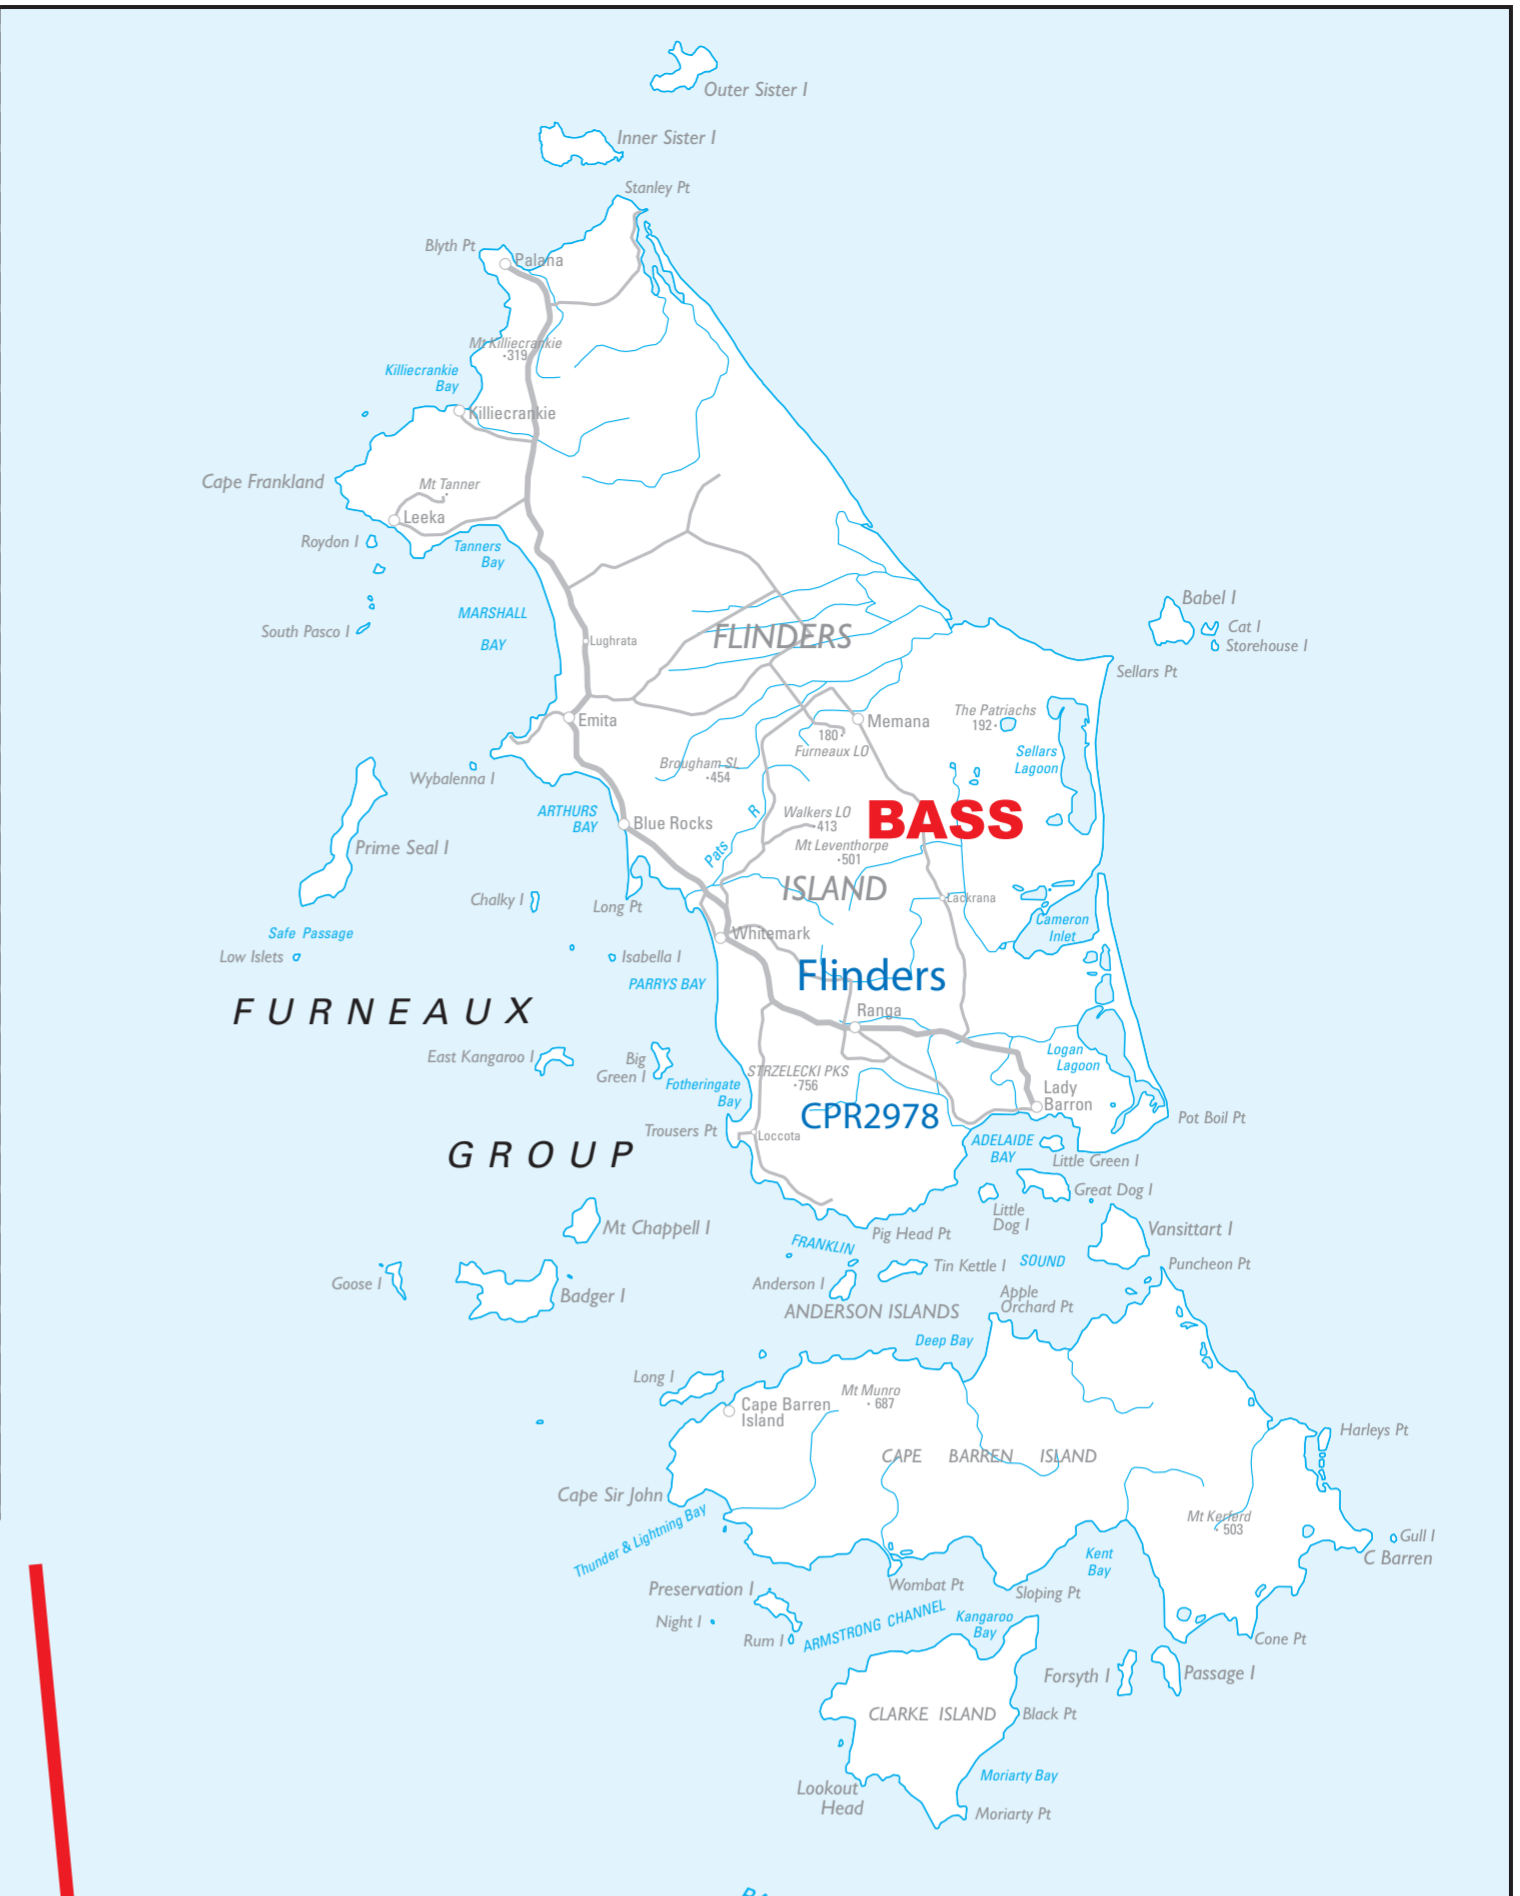 Outer Sister I
Inner Sister I
Stanley Pt
Blyth Pt
Palana
Mt Killiecrankie
·319
Killiecrankie
Bay
Killiecrankie
Cape Frankland
Mt Tanner
Leeka
Roydon I
Tanners
Bay
MARSHALL
BAY
South Pasco I
Lughrata
FLINDERS
Babel I
Cat I
Storehouse I
Sellars Pt
Emita
Memana
The Patriachs
192·
180·
Furneaux LO
Sellars
Lagoon
Brougham SL
·454
Wybalenna I
ARTHURS
BAY
Blue Rocks
Pats R
Walkers LO
·413
BASS
Mt Leventhorpe
·501
Prime Seal I
ISLAND
Chalky I
Long Pt
Lackrana
Cameron
Inlet
Safe Passage
Low Islets
Whitemark
Isabella I
PARRYS BAY
Flinders
FURNEAUX
Ranga
East Kangaroo I
Big
Green I
Fotheringate
Bay
STRZELECKI PKS
·756
Logan
Lagoon
Lady
Barron
CPR2978
Pot Boil Pt
Trousers Pt
Loccota
GROUP
ADELAIDE
BAY
Little Green I
Great Dog I
Little
Dog I
Mt Chappell I
Vansittart I
Pig Head Pt
FRANKLIN
SOUND
Tin Kettle I
Puncheon Pt
Goose I
Badger I
Anderson I
ANDERSON ISLANDS
Apple
Orchard Pt
Deep Bay
Long I
Mt Munro
· 687
Cape Barren
Island
Harleys Pt
CAPE BARREN ISLAND
Cape Sir John
Thunder & Lightning Bay
Mt Kerferd
· 503
Gull I
C Barren
Kent
Bay
Preservation I
Wombat Pt
Sloping Pt
Night I
Rum I
ARMSTRONG CHANNEL
Kangaroo
Bay
Cone Pt
Forsyth I
Passage I
CLARKE ISLAND
Black Pt
Moriarty Bay
Lookout
Head
Moriarty Pt